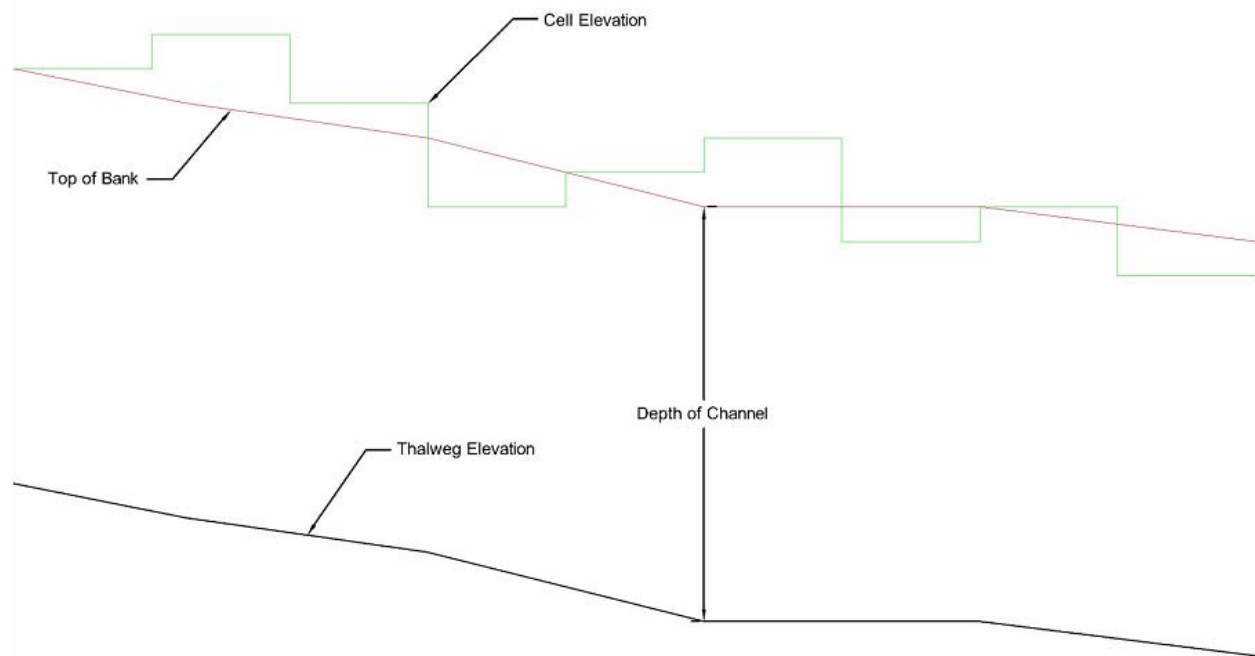 Cell Elevation
Top of Bank
Depth of Channel
Thalweg Elevation